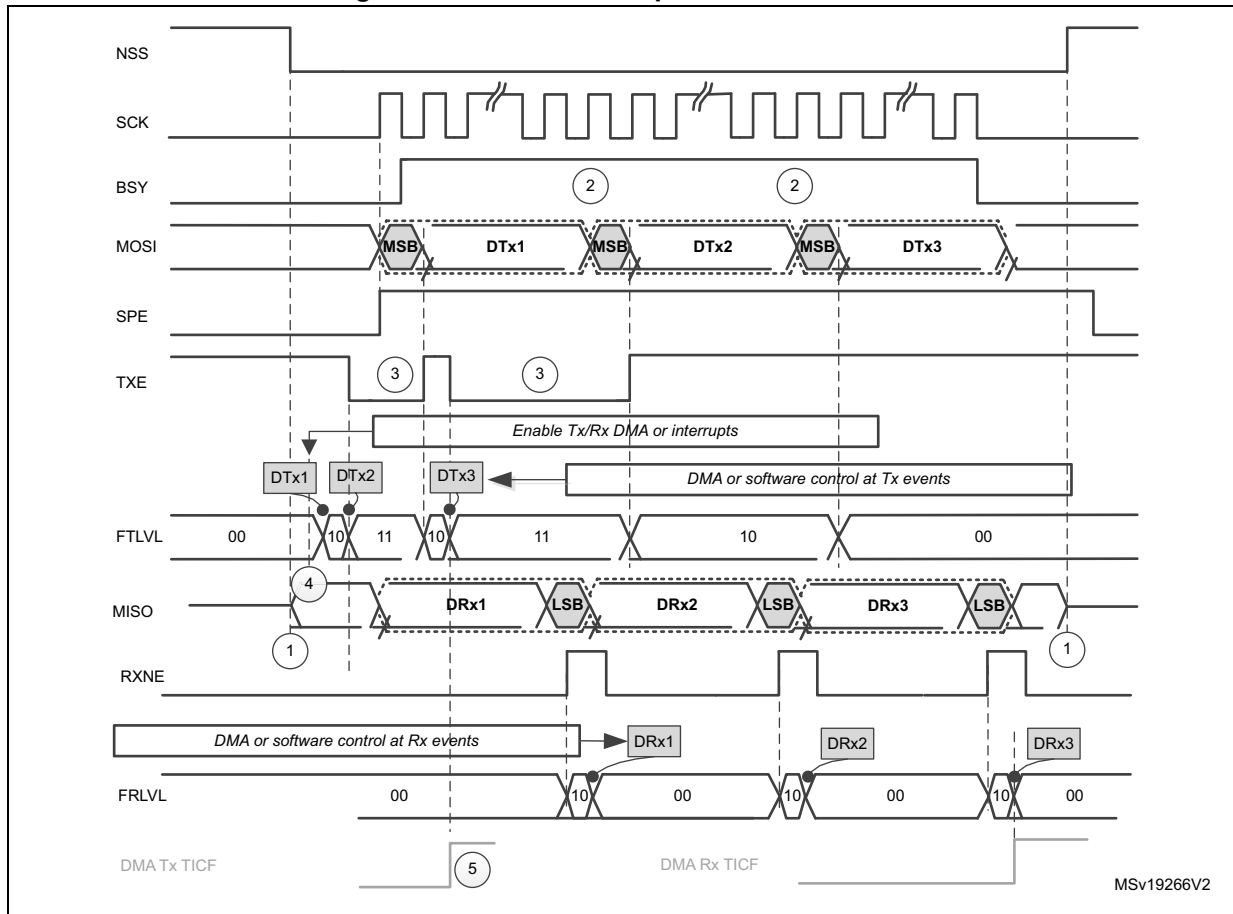 NSS
SCK
BSY
2 2
MOSI
MSB DTx1 MSB DTx2 MSB DTx3
SPE
TXE
3 3
Enable Tx/Rx DMA or interrupts
DTx1 DTx2 DTx3
DMA or software control at Tx events
FTLVL 00 10 11 10 11 10 00
4
MISO
DRx1 LSB DRx2 LSB DRx3 LSB
1 1
RXNE
DMA or software control at Rx events
DRx1 DRx2 DRx3
FRLVL 00 10 00 10 00 10 00
DMA Tx TICF 5 DMA Rx TICF
MSv19266V2